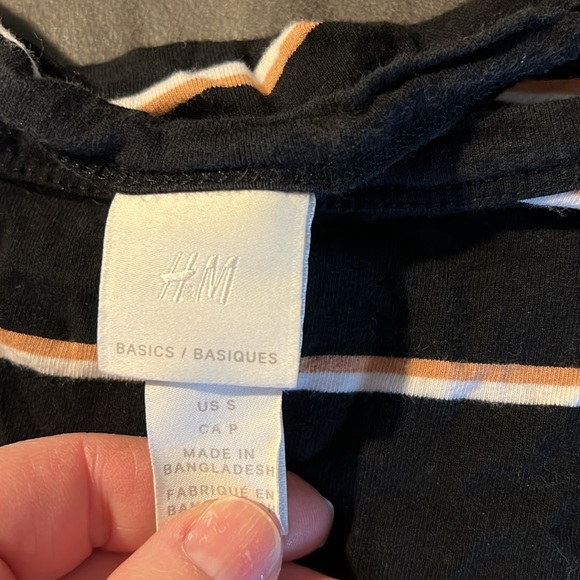 H&M
BASICS / BASIQUES
US S
CA P
MADE IN
BANGLADESH
FABRIQUÉ EN